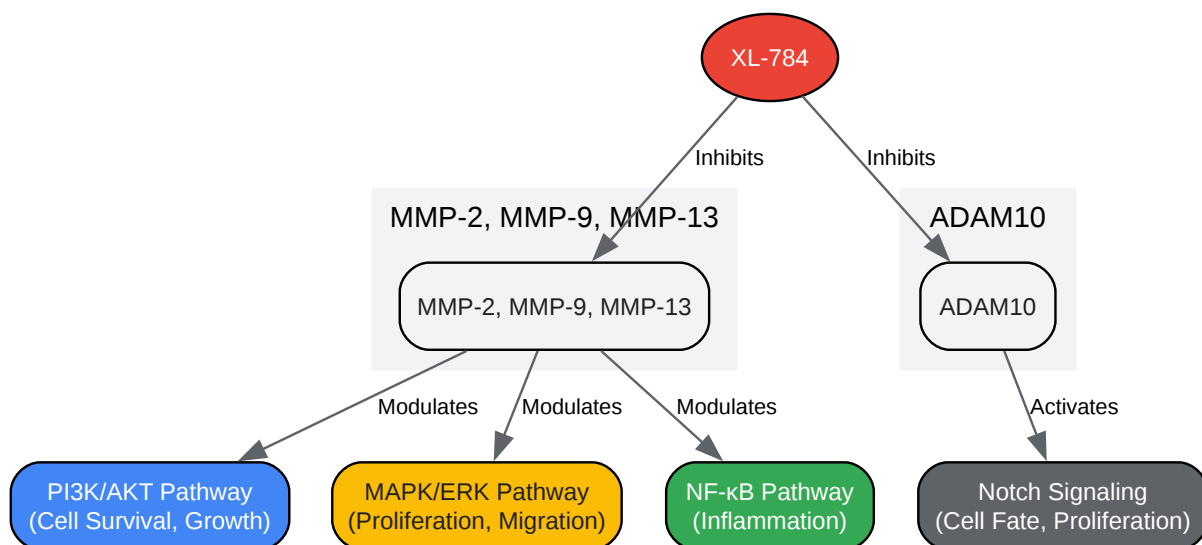 XL-784
Inhibits
Inhibits
MMP-2, MMP-9, MMP-13
ADAM10
MMP-2, MMP-9, MMP-13
ADAM10
Modulates
Modulates
Modulates
Activates
PI3K/AKT Pathway
(Cell Survival, Growth)
MAPK/ERK Pathway
(Proliferation, Migration)
NF-κB Pathway
(Inflammation)
Notch Signaling
(Cell Fate, Proliferation)